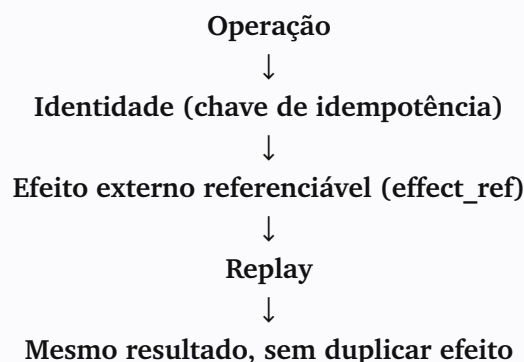 Operação
↓
Identidade (chave de idempotência)
↓
Efeito externo referenciável (effect_ref)
↓
Replay
↓
Mesmo resultado, sem duplicar efeito